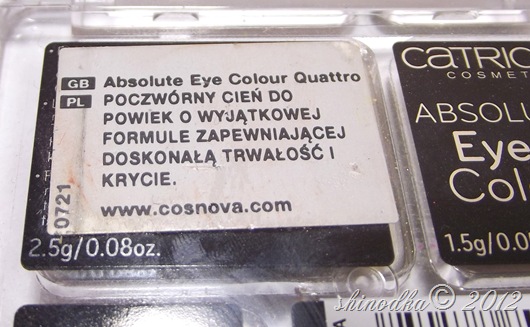 GB Absolute Eye Colour Quattro
PL POCZWÓRNY CIEŃ DO
POWIEK O WYJĄTKOWEJ
FORMULE ZAPEWNIAJĄCEJ
DOSKONAŁĄ TRWAŁOŚĆ I
KRYCIE.
www.cosnova.com
0721
2.5g/0.08oz.
CATRIC
COSMET
ABSOLU
Eye
Col
1.5g/0.0
shinodka © 2012